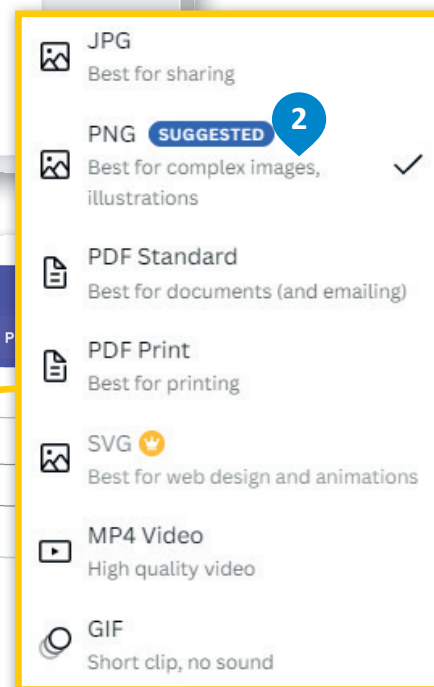 JPG
Best for sharing
PNG SUGGESTED 2
Best for complex images,
illustrations
PDF Standard
Best for documents (and emailing)
PDF Print
Best for printing
P
SVG
Best for web design and animations
MP4 Video
High quality video
GIF
Short clip, no sound